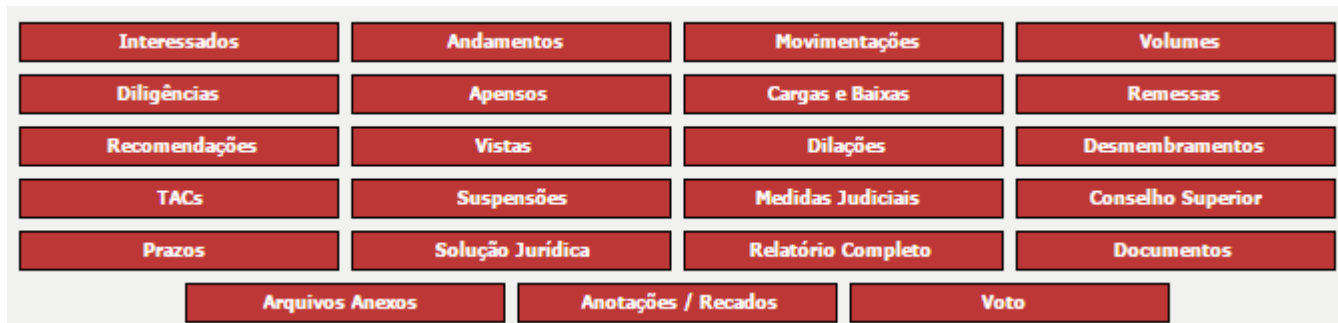 Interessados Andamentos Movimentações Volumes
Diligências Apensos Cargas e Baixas Remessas
Recomendações Vistas Dilações Desmembramentos
TACs Suspensões Medidas Judiciais Conselho Superior
Prazos Solução Jurídica Relatório Completo Documentos
Arquivos Anexos Anotações / Recados Voto